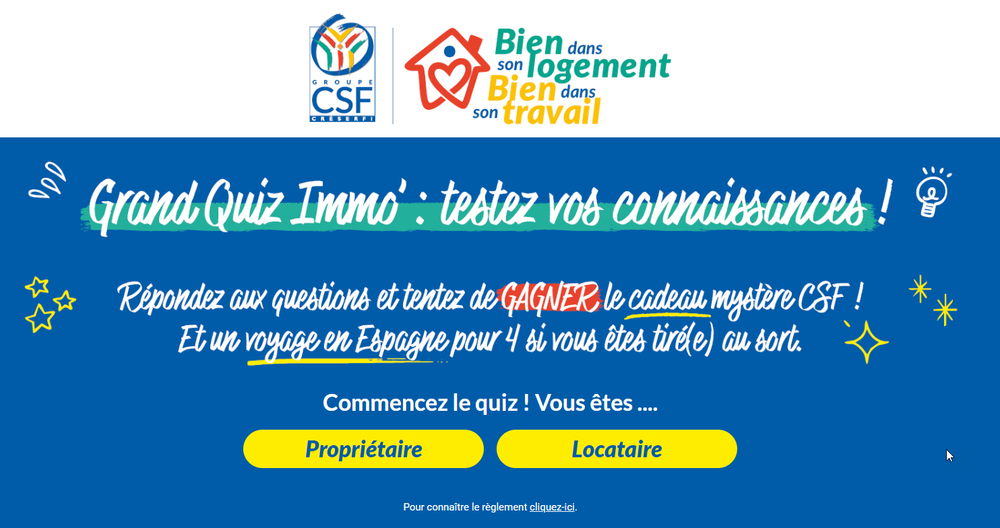 GROUPE
CSF
CRÉSERFI
Bien dans
son logement
Bien dans
son travail
Grand Quiz Immo' : testez vos connaissances !
Répondez aux questions et tentez de GAGNER le cadeau mystère CSF !
Et un voyage en Espagne pour 4 si vous êtes tiré(e) au sort.
Commencez le quiz ! Vous êtes ....
Propriétaire
Locataire
Pour connaître le règlement cliquez-ici.